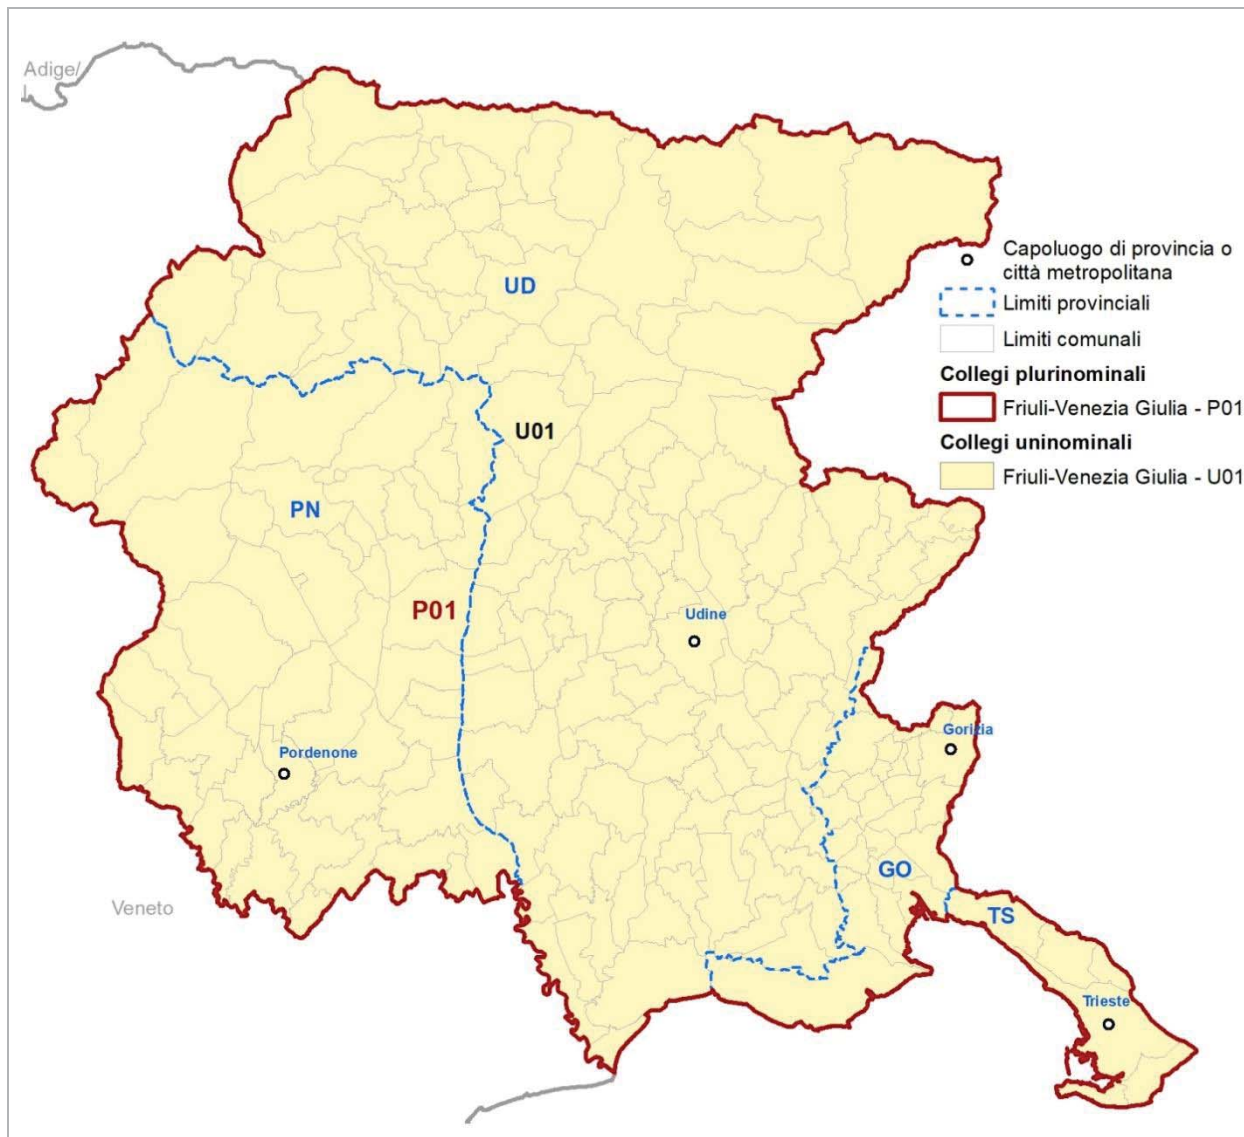 Adige/
Capoluogo di provincia o
città metropolitana
UD
Limiti provinciali
Limiti comunali
Collegi plurinominali
Friuli-Venezia Giulia - P01
U01
Collegi uninominali
Friuli-Venezia Giulia - U01
PN
P01
Udine
Gorizia
Pordenone
GO
Veneto
TS
Trieste